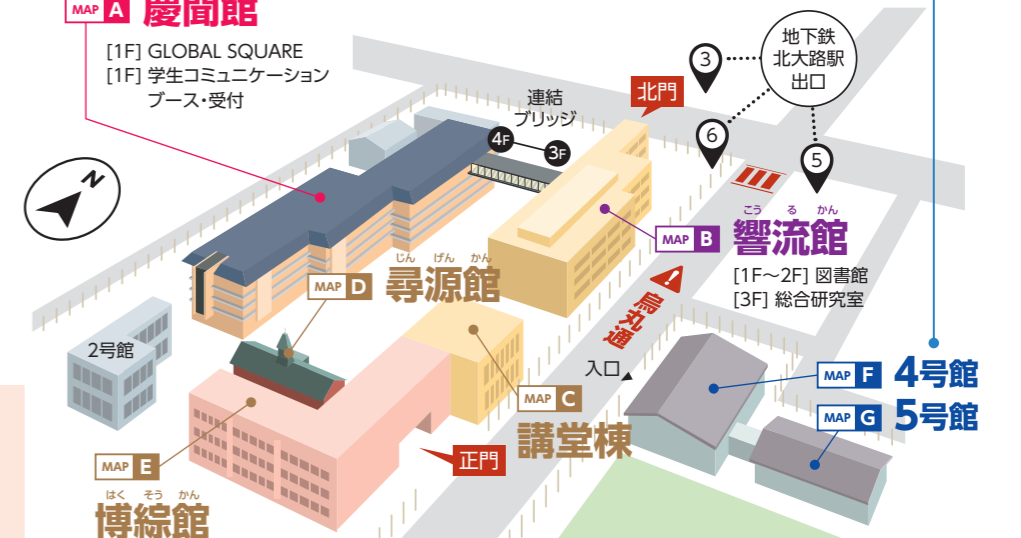 MAP A 慶聞館
[1F] GLOBAL SQUARE
[1F] 学生コミュニケーション
ブース・受付
N
連結
ブリッジ
4F
3F
北門
地下鉄
北大路駅
出口
3
6
5
こう る かん
MAP B 響流館
[1F～2F] 図書館
[3F] 総合研究室
じん げん かん
MAP D 尋源館
烏丸通
2号館
入口
MAP F 4号館
MAP G 5号館
MAP C
講堂棟
正門
MAP E
はく そう かん
博綜館